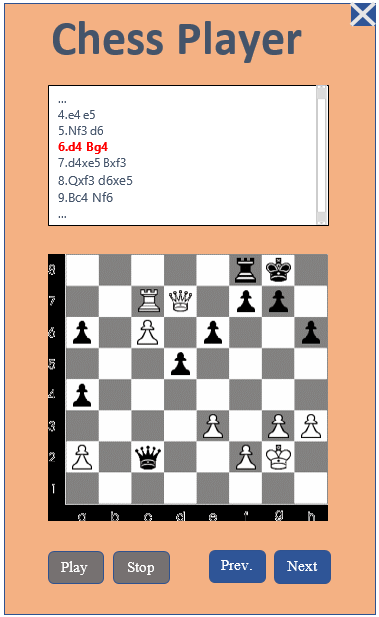 Chess Player
...
4.e4 e5
5.Nf3 d6
6.d4 Bg4
7.d4xe5 Bxf3
8.Qxf3 d6xe5
9.Bc4 Nf6
...
8
7
6
5
4
3
2
1
a b c d e f g h
Play Stop Prev. Next